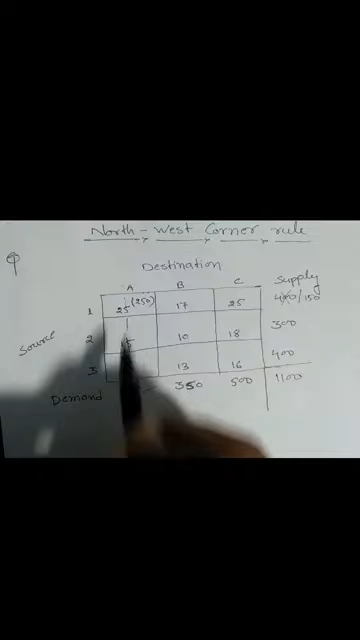 North-West Corner rule
Destination
A B C Supply
1 25 (250) 17 25 400/150
Source 2 10 18 300
3 13 16 400
Demand 350 500 1100